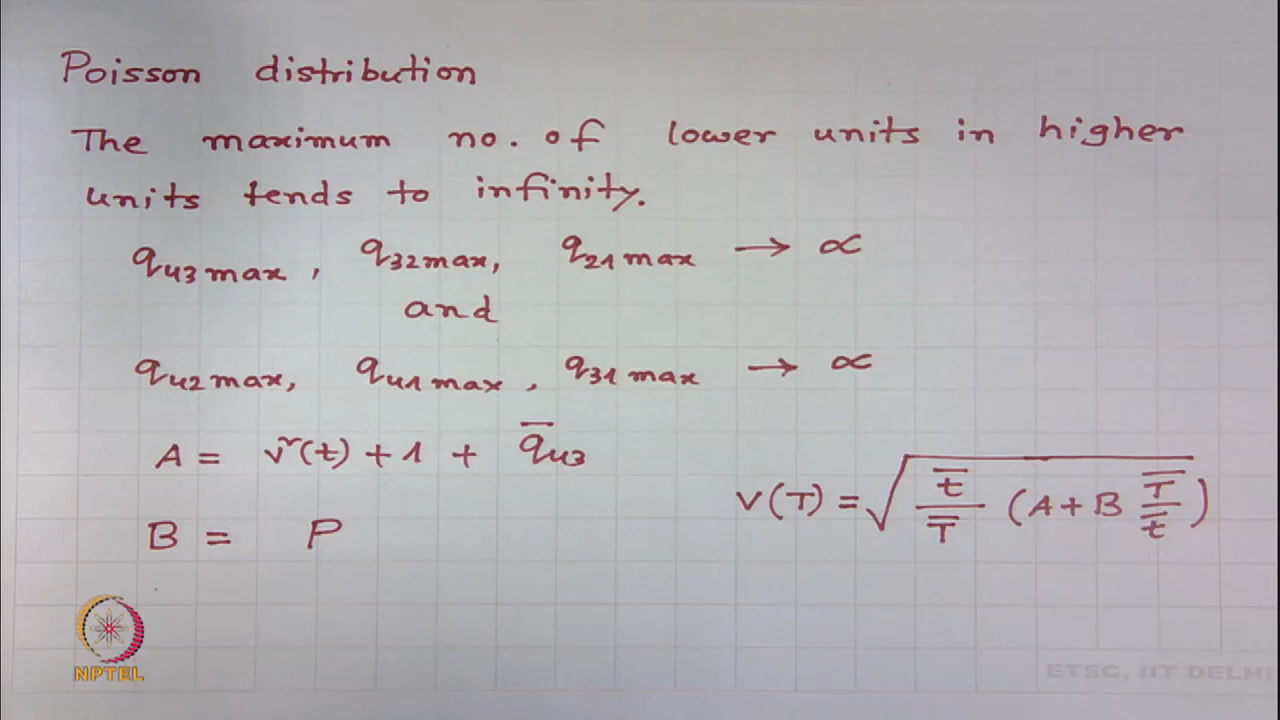 Poisson distribution
The maximum no. of lower units in higher
units tends to infinity.
q43max, q32max, q21max → ∝
and
q42max, q41max, q31max → ∝
A = v²(t) + 1 + q̅43
V(T) = √( t̅/T̅ (A + B T̅/t̅) )
B = P
NPTEL
ETSC, IIT DELHI